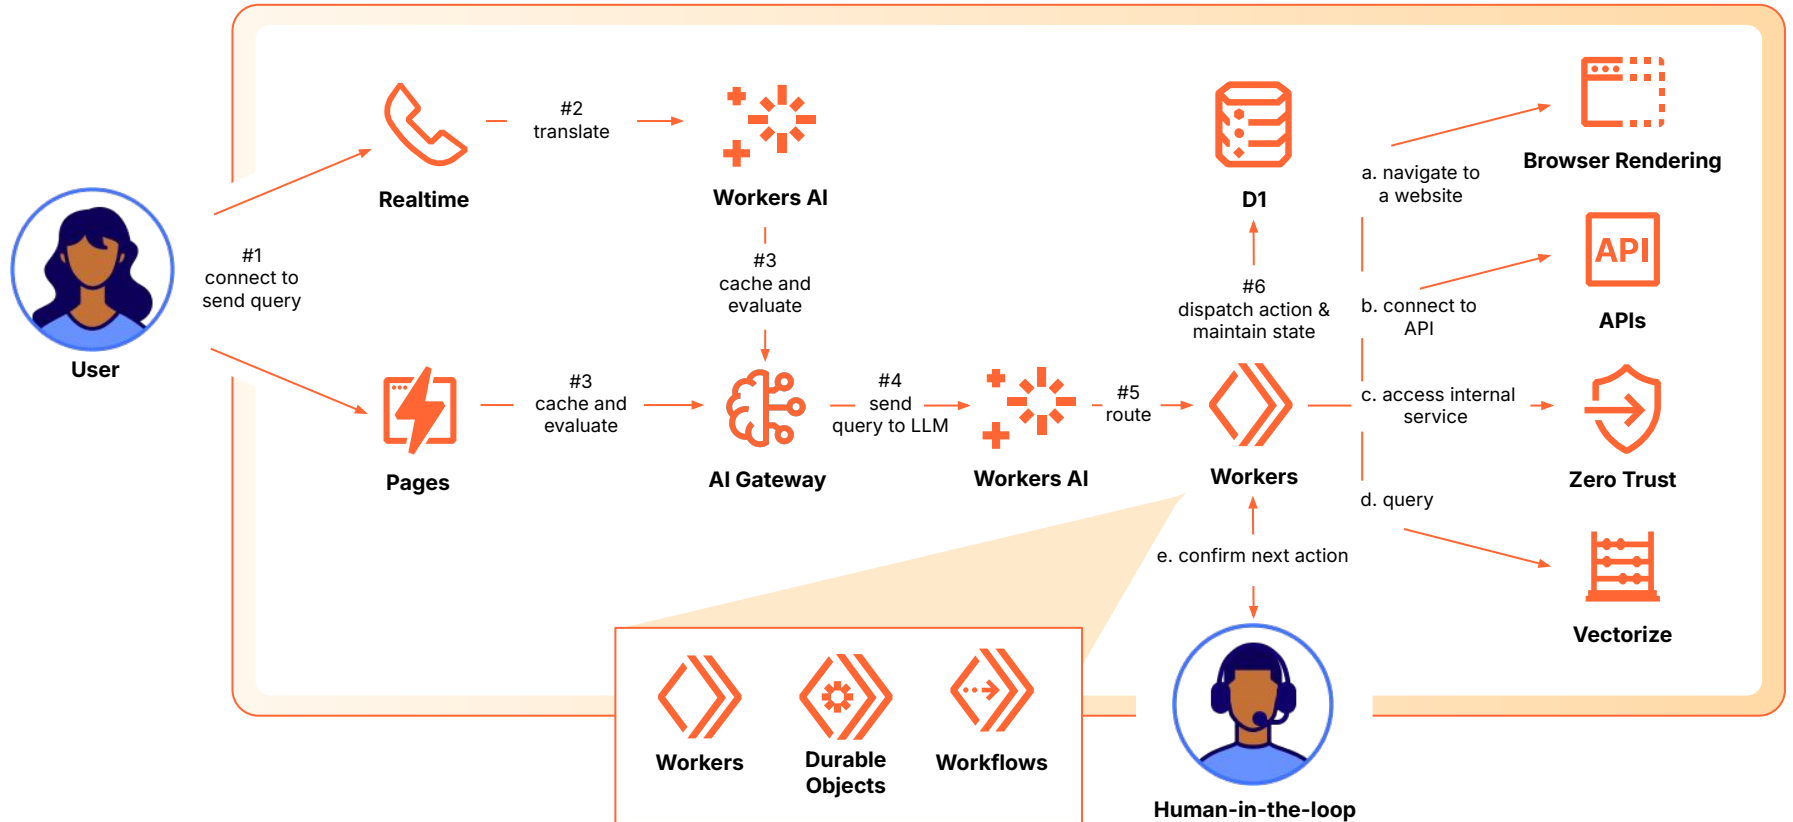 #1
connect to
send query
User
Realtime
#2
translate
Workers AI
#3
cache and
evaluate
Pages
#3
cache and
evaluate
AI Gateway
#4
send
query to LLM
Workers AI
#5
route
Workers
#6
dispatch action &
maintain state
D1
a. navigate to
a website
Browser Rendering
b. connect to
API
API
APIs
c. access internal
service
Zero Trust
d. query
Vectorize
e. confirm next action
Human-in-the-loop
Workers
Durable
Objects
Workflows